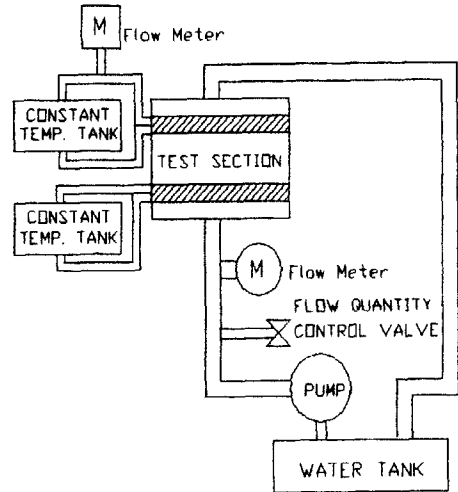 M
Flow Meter
CONSTANT
TEMP. TANK
TEST SECTION
CONSTANT
TEMP. TANK
M
Flow Meter
FLOW QUANTITY
CONTROL VALVE
PUMP
WATER TANK